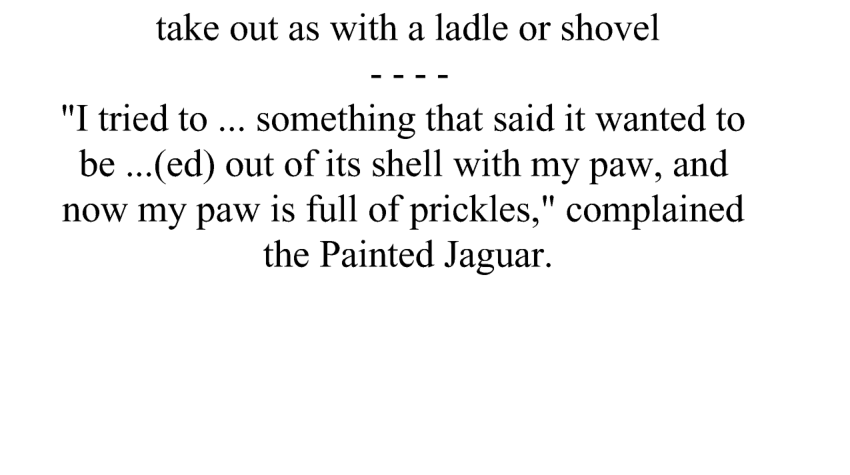 take out as with a ladle or shovel
- - - -
"I tried to ... something that said it wanted to
be ...(ed) out of its shell with my paw, and
now my paw is full of prickles," complained
the Painted Jaguar.